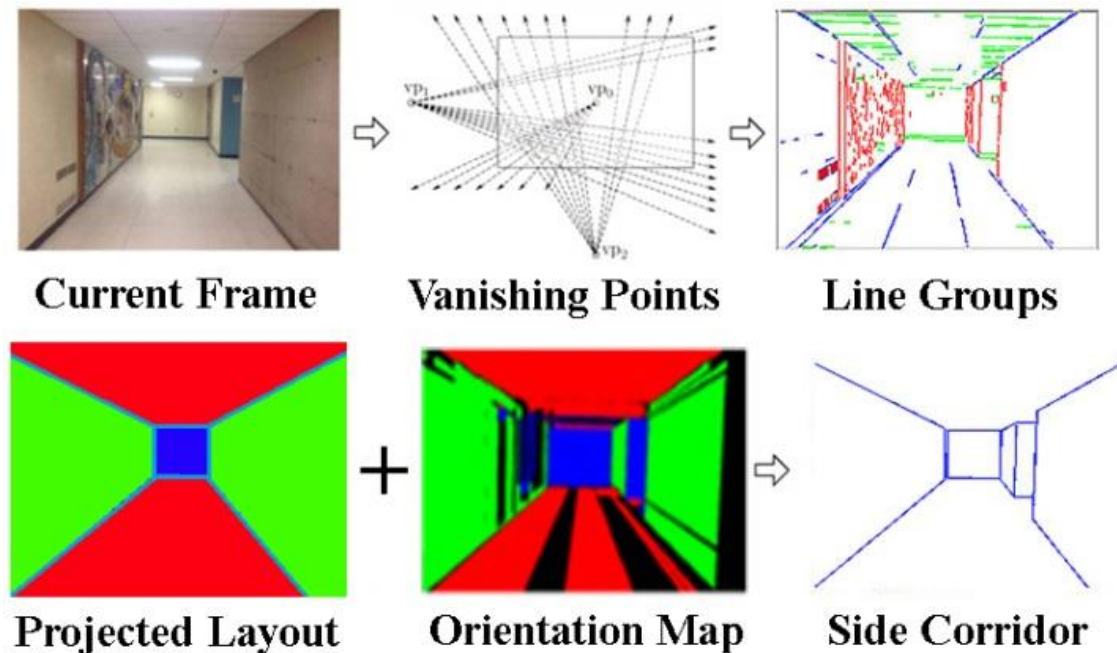 vp₁
vp₀
vp₂
Current Frame
Vanishing Points
Line Groups
Projected Layout
Orientation Map
Side Corridor